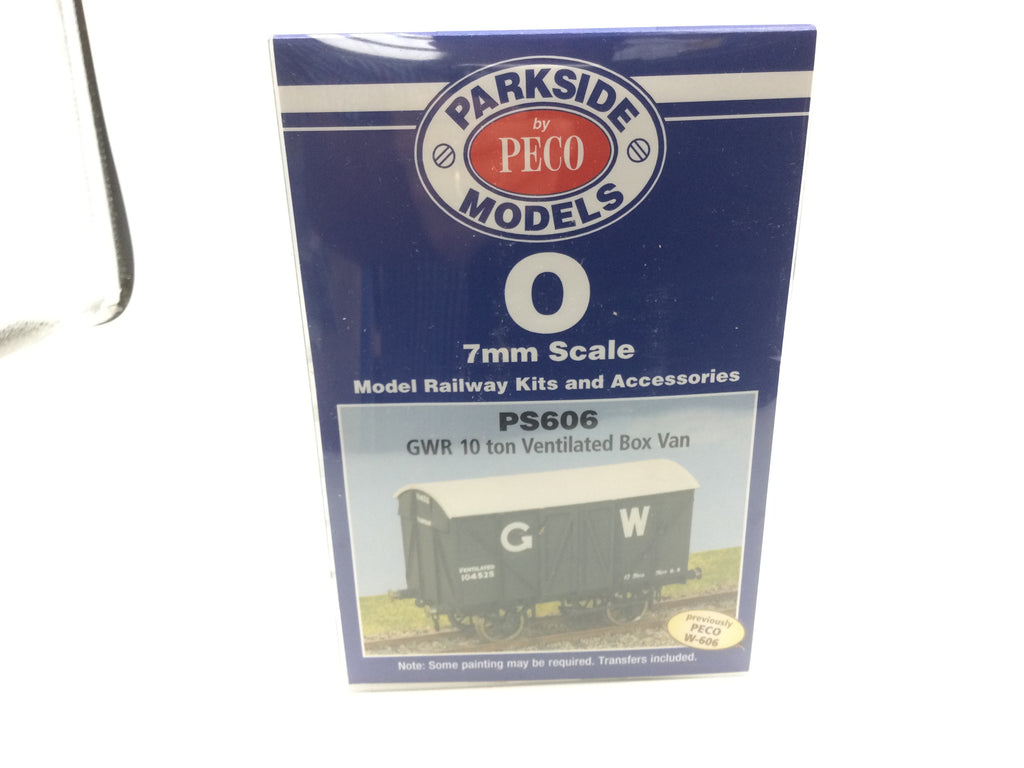 PARKSIDE
by
PECO
MODELS
O
7mm Scale
Model Railway Kits and Accessories
PS606
GWR 10 ton Ventilated Box Van
G W
VENTILATED
104525
previously
PECO
W-606
Note: Some painting may be required. Transfers included.